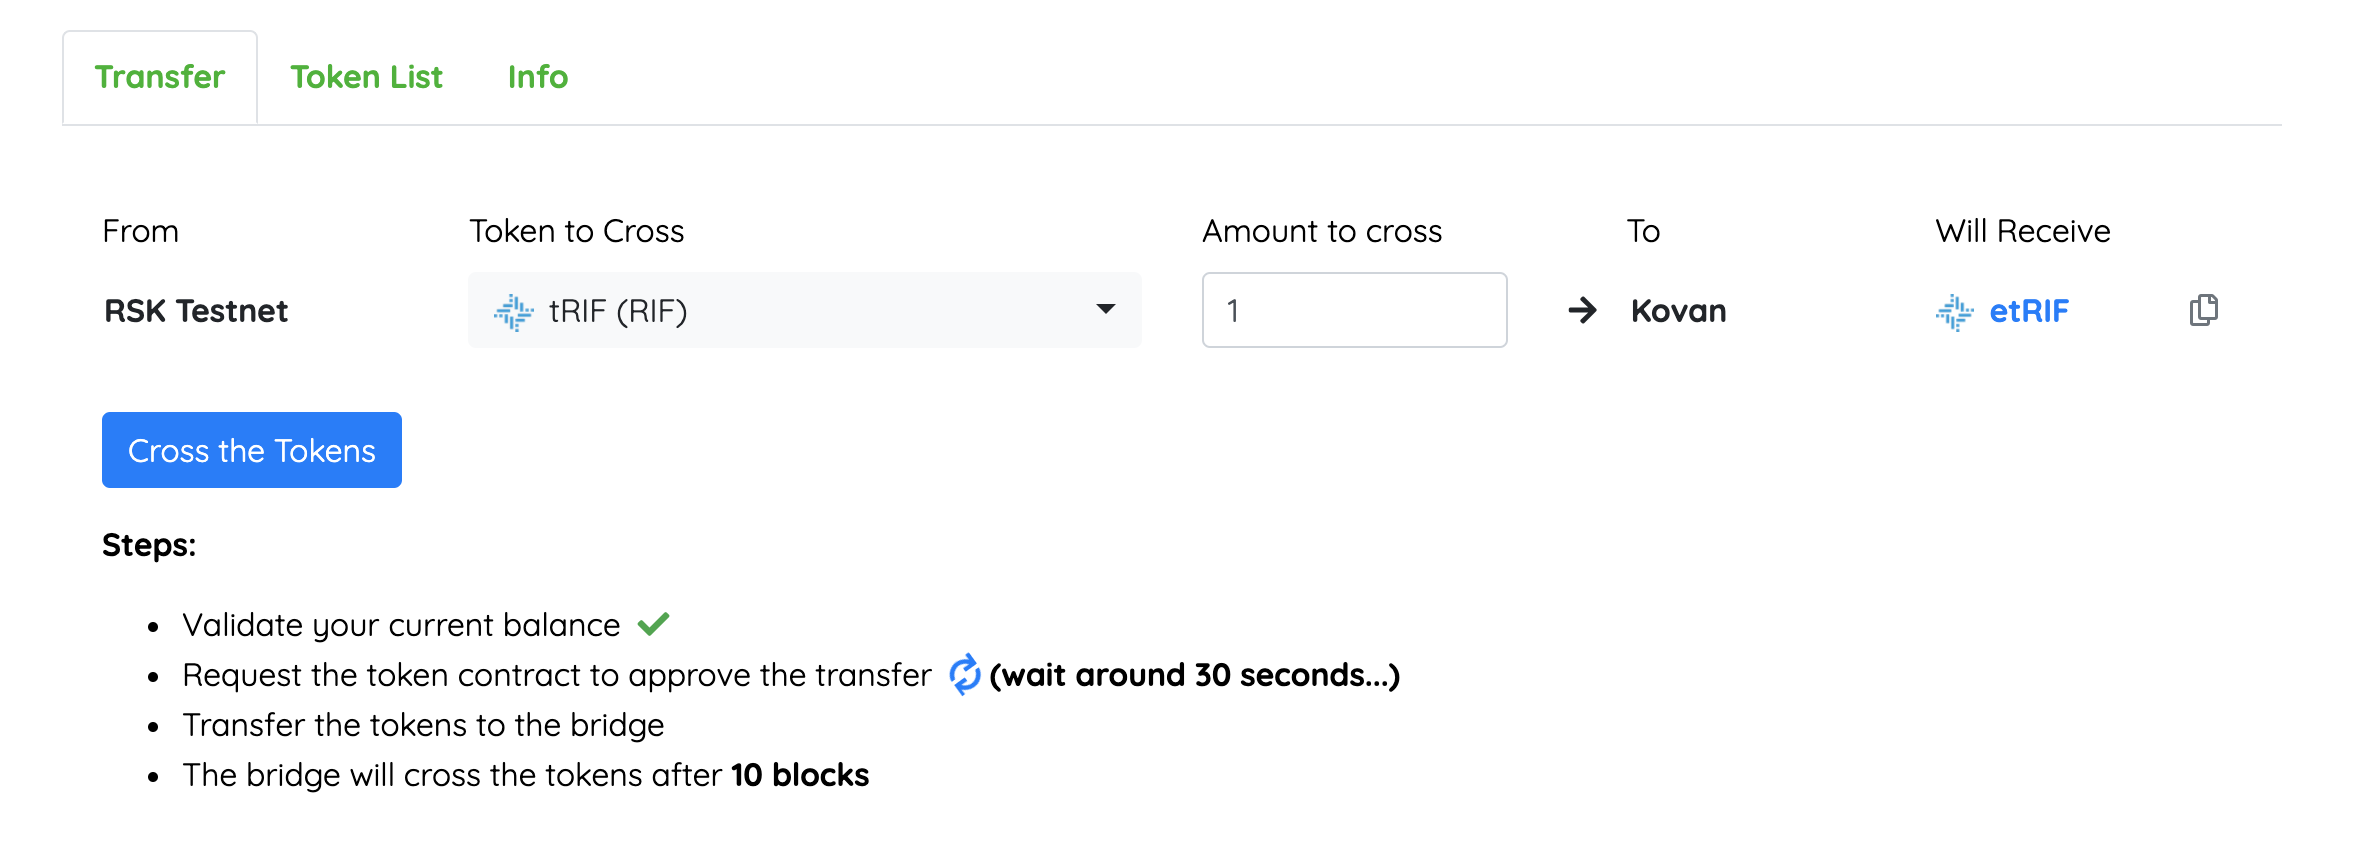 Transfer Token List Info
From Token to Cross Amount to cross To Will Receive
RSK Testnet tRIF (RIF) 1 Kovan etRIF
Cross the Tokens
Steps:
Validate your current balance
Request the token contract to approve the transfer (wait around 30 seconds...)
Transfer the tokens to the bridge
The bridge will cross the tokens after 10 blocks